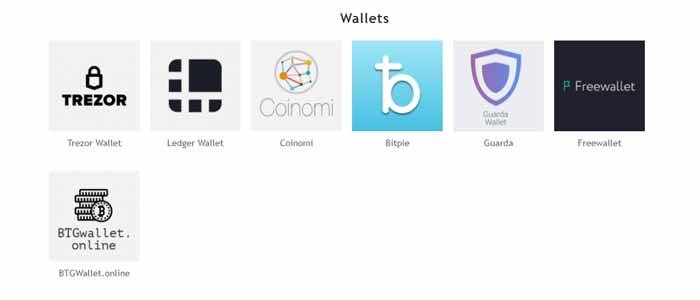 Wallets
TREZOR
Coinomi
Guarda
Wallet
Freewallet
Trezor Wallet
Ledger Wallet
Coinomi
Bitpie
Guarda
Freewallet
BTGwallet.
online
BTGWallet.online